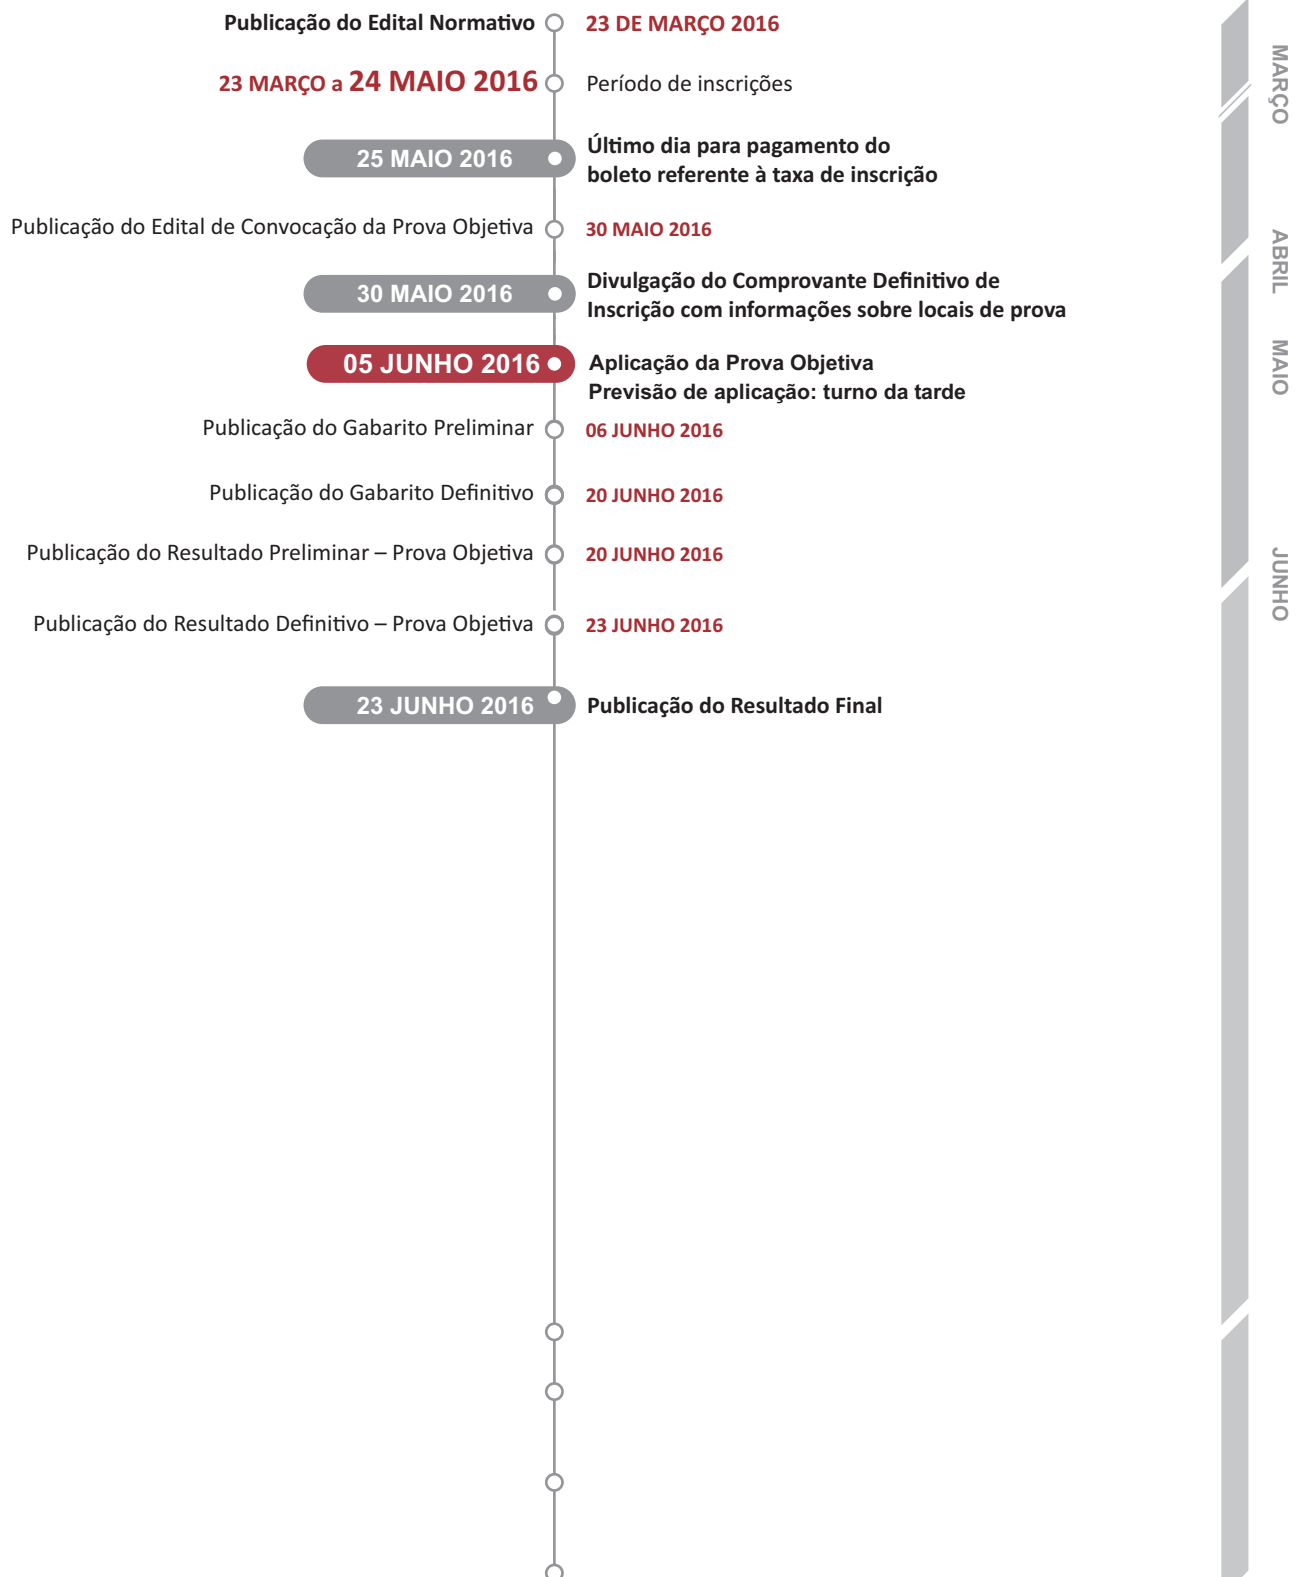 Publicação do Edital Normativo
23 DE MARÇO 2016
23 MARÇO a 24 MAIO 2016
Período de inscrições
25 MAIO 2016
Último dia para pagamento do
boleto referente à taxa de inscrição
Publicação do Edital de Convocação da Prova Objetiva
30 MAIO 2016
30 MAIO 2016
Divulgação do Comprovante Definitivo de
Inscrição com informações sobre locais de prova
05 JUNHO 2016
Aplicação da Prova Objetiva
Previsão de aplicação: turno da tarde
Publicação do Gabarito Preliminar
06 JUNHO 2016
Publicação do Gabarito Definitivo
20 JUNHO 2016
Publicação do Resultado Preliminar – Prova Objetiva
20 JUNHO 2016
Publicação do Resultado Definitivo – Prova Objetiva
23 JUNHO 2016
23 JUNHO 2016
Publicação do Resultado Final
MARÇO
ABRIL
MAIO
JUNHO